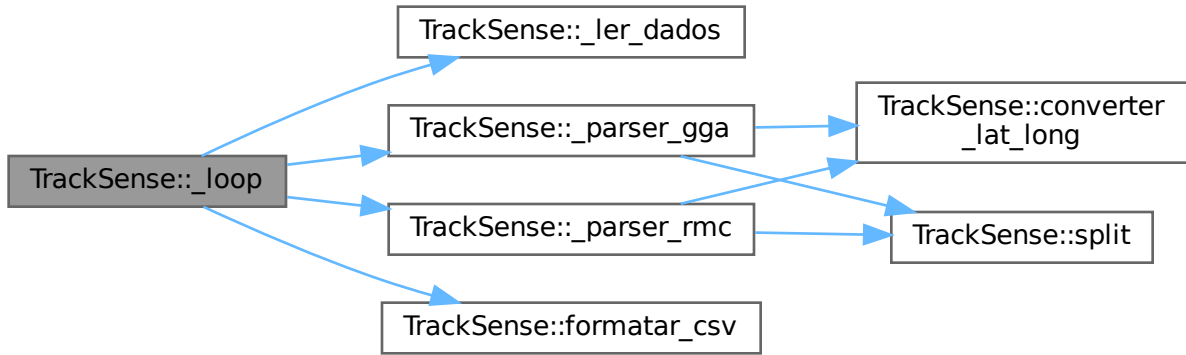 TrackSense::_ler_dados
TrackSense::_parser_gga
TrackSense::converter
_lat_long
TrackSense::_loop
TrackSense::_parser_rmc
TrackSense::split
TrackSense::formatar_csv